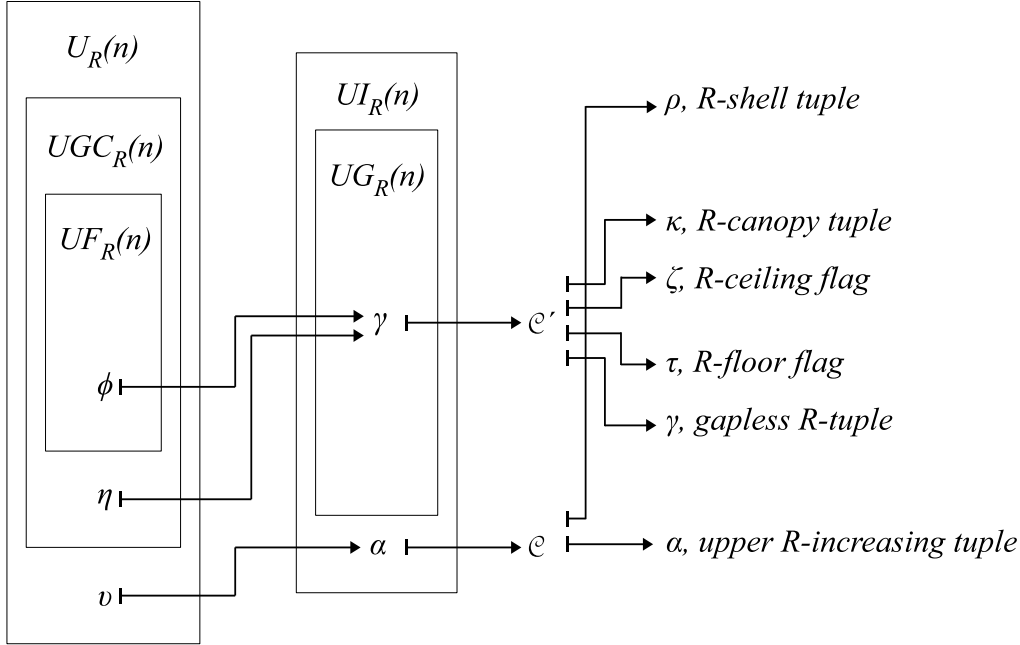 U_R(n)
UGC_R(n)
UF_R(n)
ϕ
η
υ
UI_R(n)
UG_R(n)
γ
α
𝒞´
𝒞
ρ, R-shell tuple
κ, R-canopy tuple
ζ, R-ceiling flag
τ, R-floor flag
γ, gapless R-tuple
α, upper R-increasing tuple